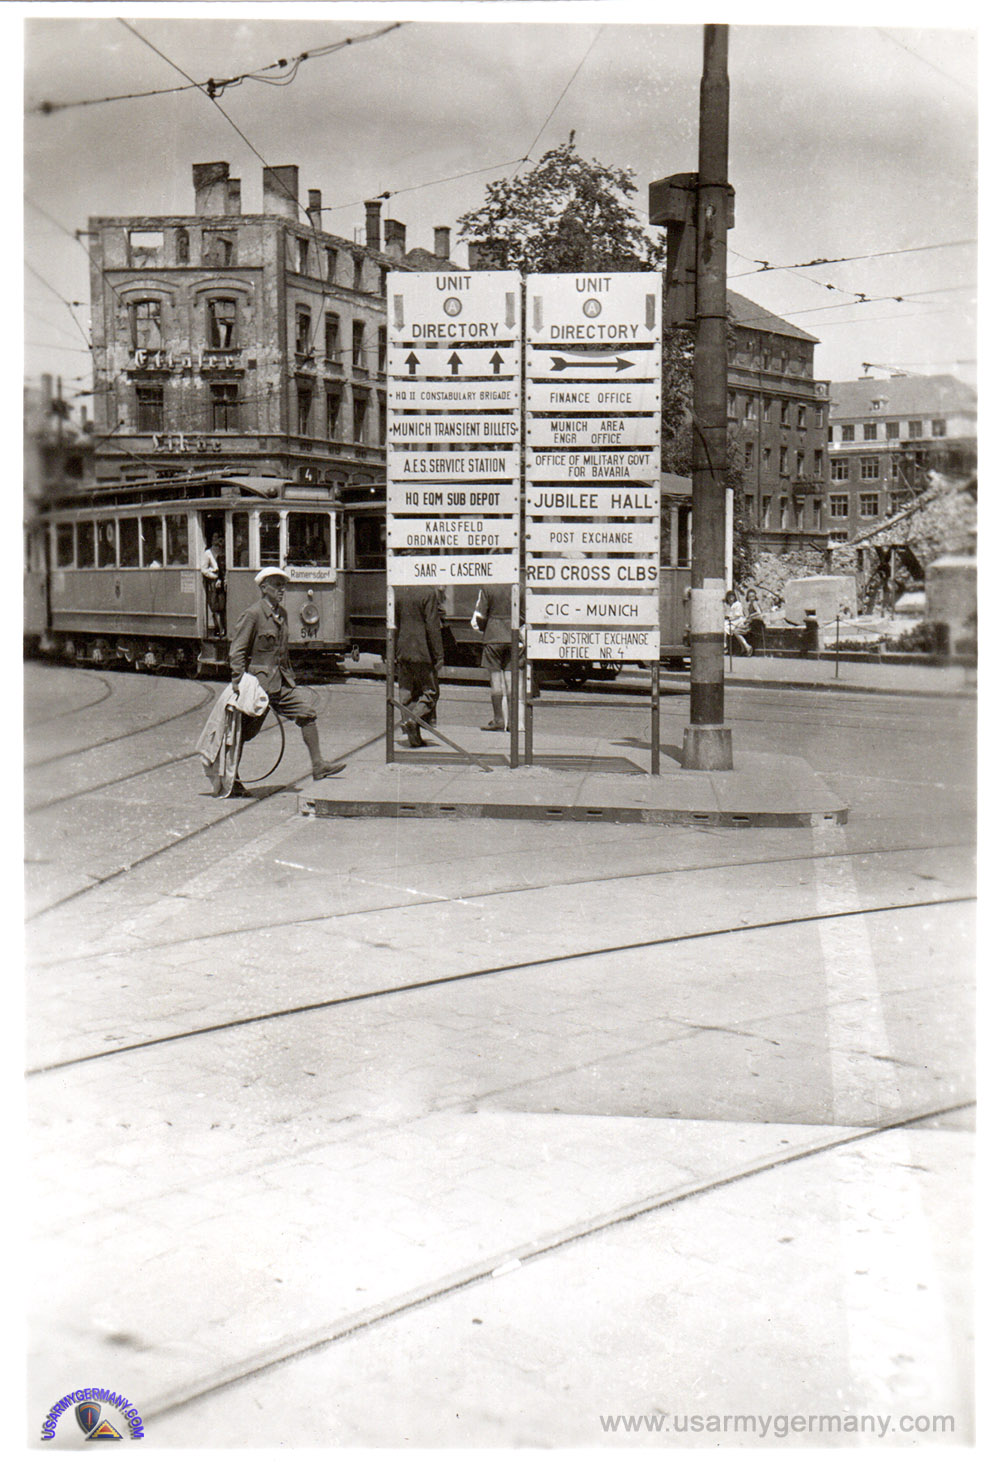 UNIT
A
DIRECTORY
HQ II CONSTABULARY BRIGADE
MUNICH TRANSIENT BILLETS
A.E.S. SERVICE STATION
HQ EQM SUB DEPOT
KARLSFELD
ORDNANCE DEPOT
SAAR - CASERNE
UNIT
A
DIRECTORY
FINANCE OFFICE
MUNICH AREA
ENGR OFFICE
OFFICE OF MILITARY GOVT
FOR BAVARIA
JUBILEE HALL
POST EXCHANGE
RED CROSS CLBS
CIC - MUNICH
AES - DISTRICT EXCHANGE
OFFICE NR. 4
4
Ramersdorf
541
USARMYGERMANY.COM
www.usarmygermany.com